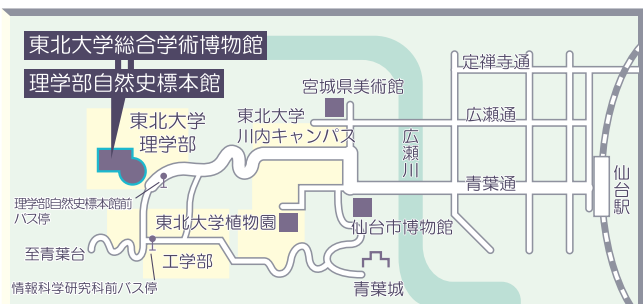 東北大学総合学術博物館
理学部自然史標本館
定禅寺通
宮城県美術館
東北大学
理学部
東北大学
川内キャンパス
広瀬通
広瀬川
青葉通
仙台駅
理学部自然史標本館前
バス停
東北大学植物園
仙台市博物館
至青葉台
工学部
青葉城
情報科学研究科前バス停